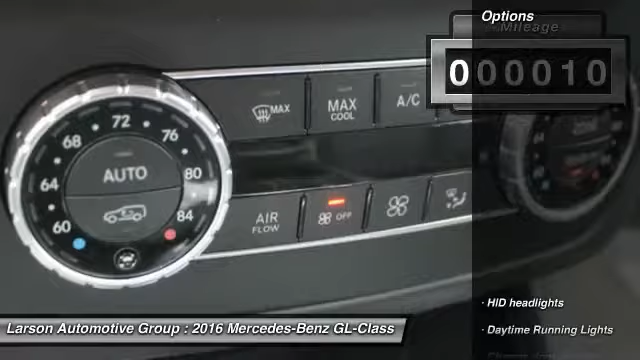 Options
Mileage
000010
MAX
MAX
COOL
A/C
72
68
76
64
AUTO
80
60
84
AIR
FLOW
OFF
HID headlights
Larson Automotive Group : 2016 Mercedes-Benz GL-Class
Daytime Running Lights